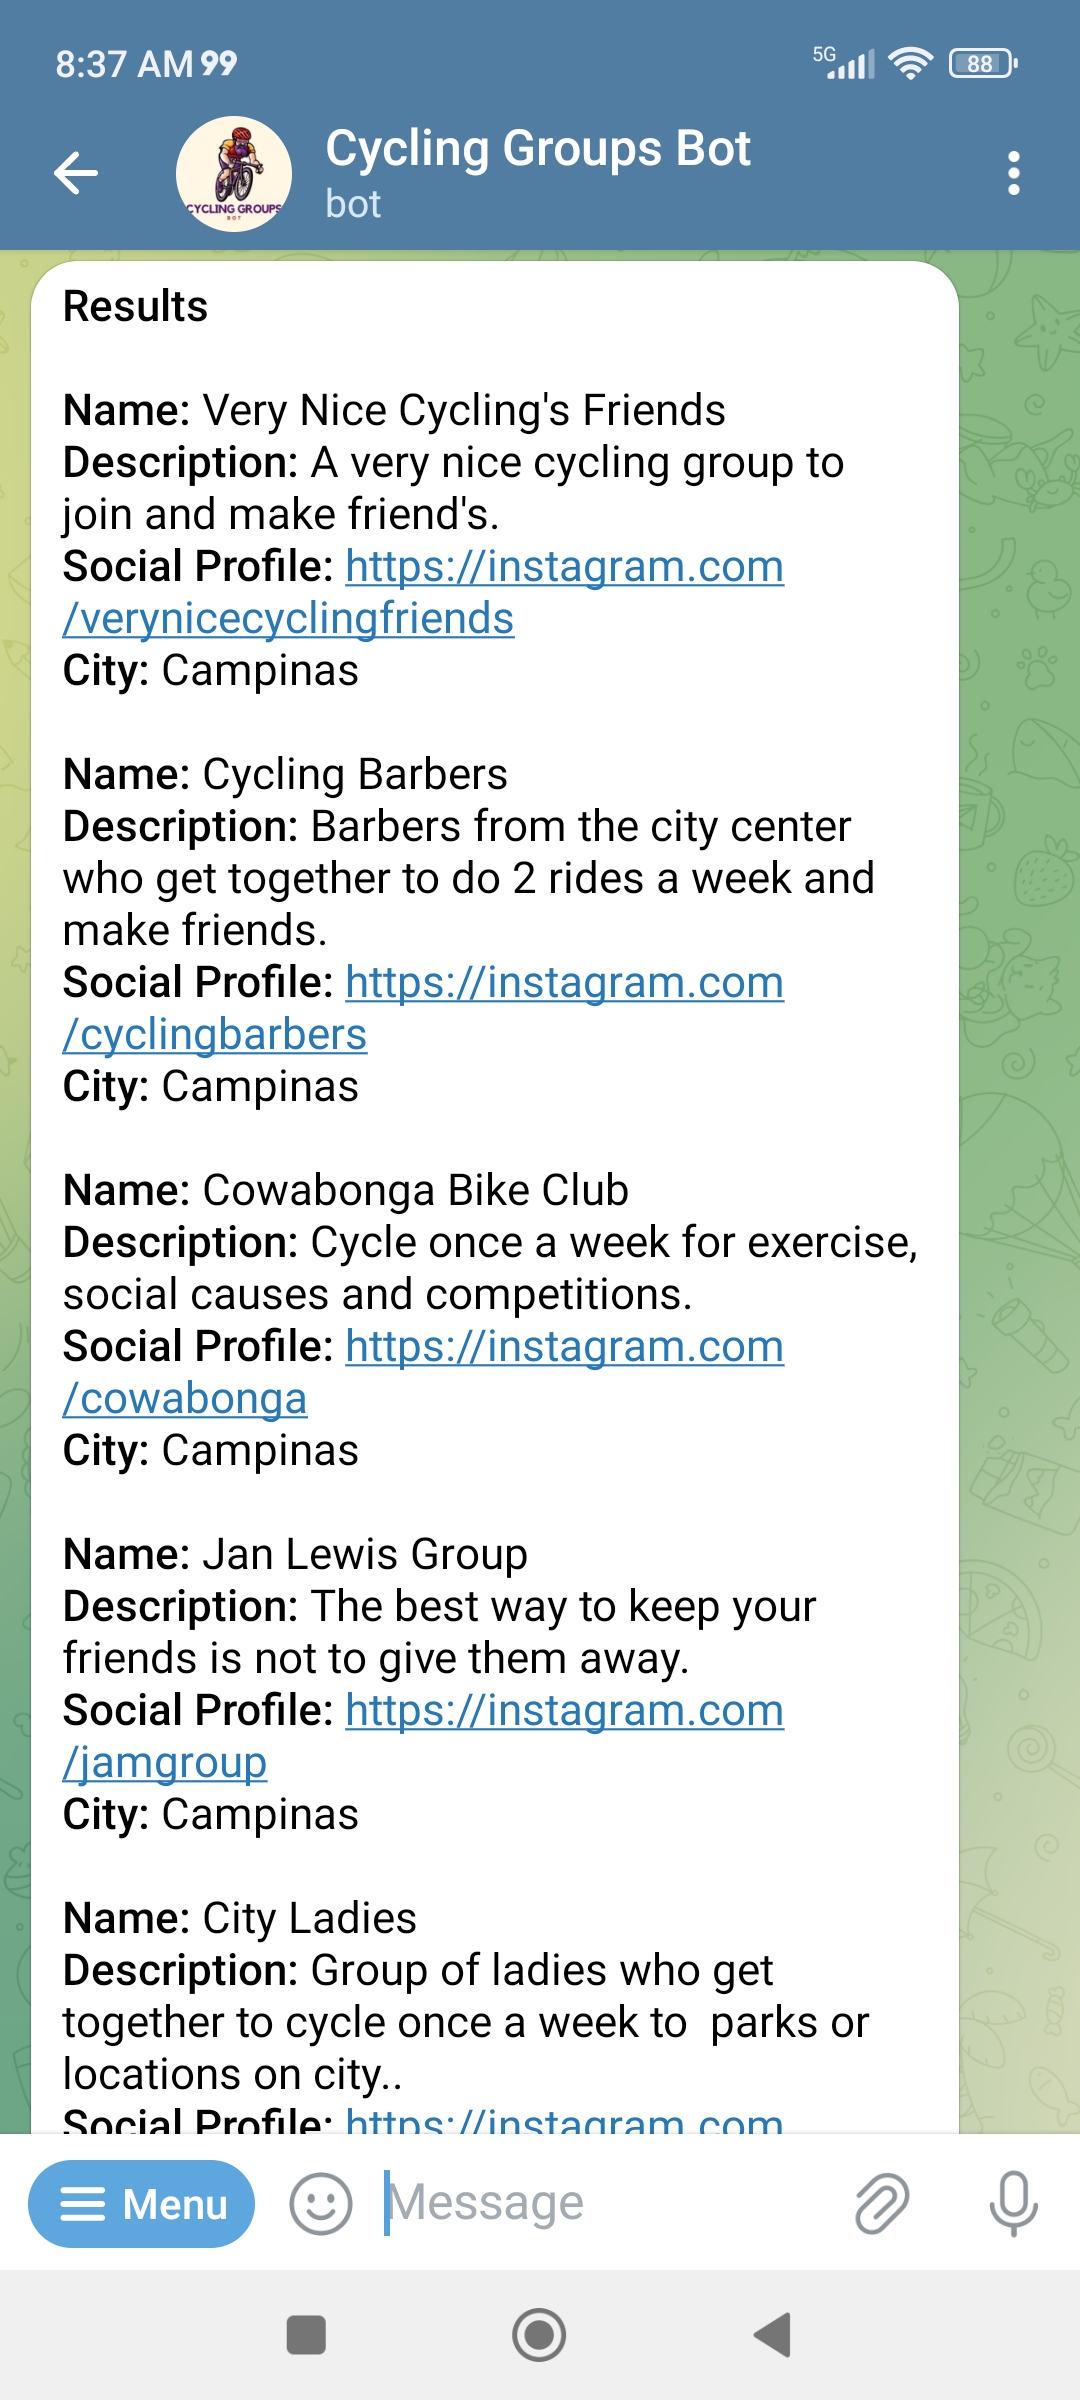 8:37 AM
5G
88
Cycling Groups Bot
bot
CYCLING GROUPS
BOT
Results
Name: Very Nice Cycling's Friends
Description: A very nice cycling group to
join and make friend's.
Social Profile: https://instagram.com
/verynicecyclingfriends
City: Campinas
Name: Cycling Barbers
Description: Barbers from the city center
who get together to do 2 rides a week and
make friends.
Social Profile: https://instagram.com
/cyclingbarbers
City: Campinas
Name: Cowabonga Bike Club
Description: Cycle once a week for exercise,
social causes and competitions.
Social Profile: https://instagram.com
/cowabonga
City: Campinas
Name: Jan Lewis Group
Description: The best way to keep your
friends is not to give them away.
Social Profile: https://instagram.com
/jamgroup
City: Campinas
Name: City Ladies
Description: Group of ladies who get
together to cycle once a week to  parks or
locations on city..
Social Profile: https://instagram.com
Menu
Message